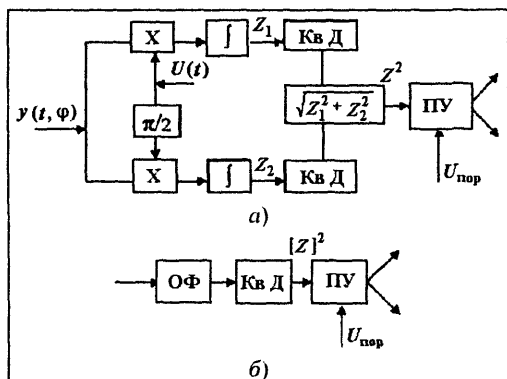 X
∫
Z₁
Кв Д
U(t)
y(t, φ)
π/2
√Z₁² + Z₂²
Z²
ПУ
X
∫
Z₂
Кв Д
Uпор
а)
ОФ
Кв Д
[Z]²
ПУ
Uпор
б)